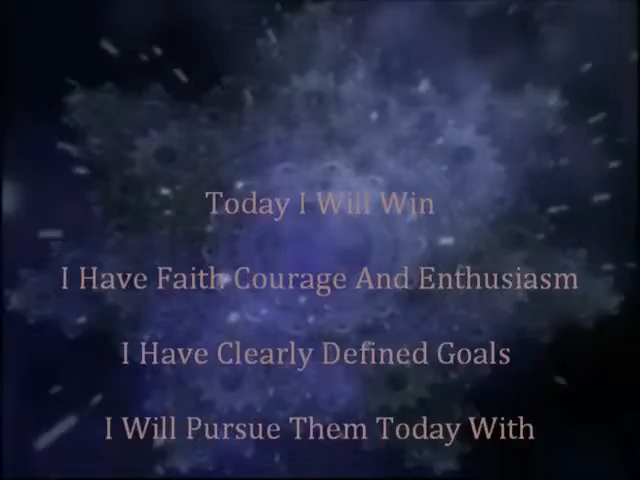 Today I Will Win
I Have Faith Courage And Enthusiasm
I Have Clearly Defined Goals
I Will Pursue Them Today With